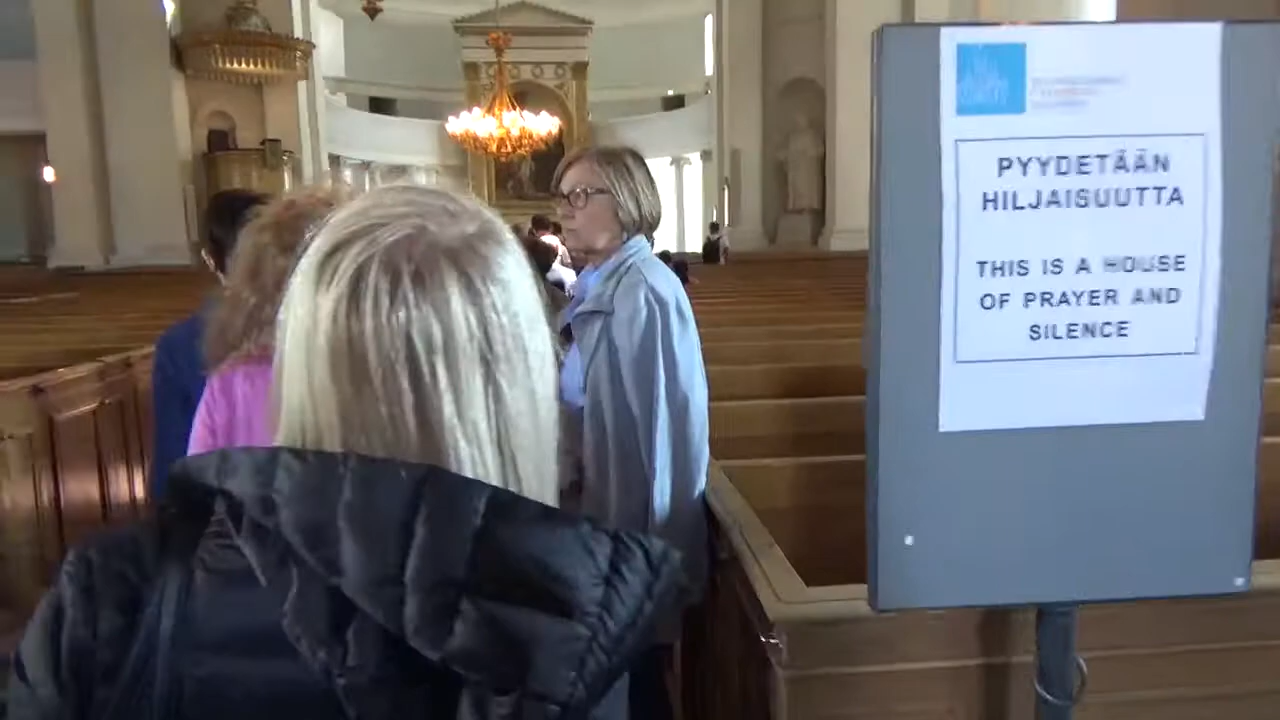 PYYDETÄÄN
HILJAISUUTTA
THIS IS A HOUSE
OF PRAYER AND
SILENCE